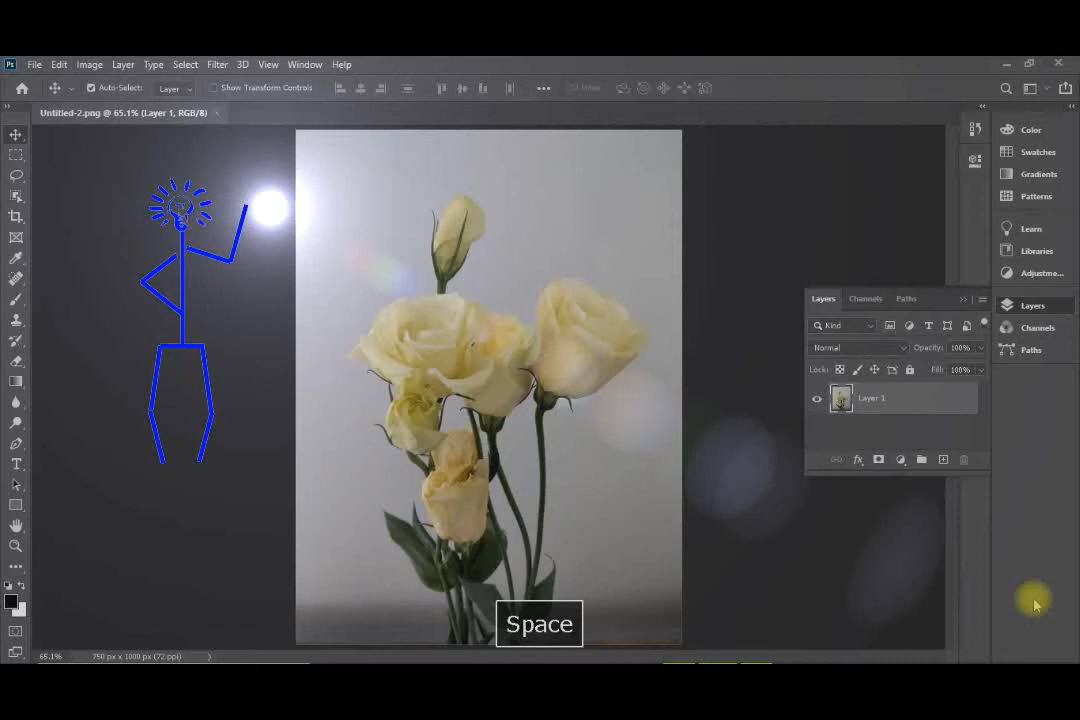 Ps File Edit Image Layer Type Select Filter 3D View Window Help
Auto-Select: Layer Show Transform Controls
Untitled-2.png @ 65.1% (Layer 1, RGB/8)
Color
Swatches
Gradients
Patterns
Learn
Libraries
Adjustme...
Layers
Channels
Paths
Layers Channels Paths
Kind
Normal Opacity: 100%
Lock: Fill: 100%
Layer 1
fx
Space
65.1% 750 px x 1000 px (72 ppi)